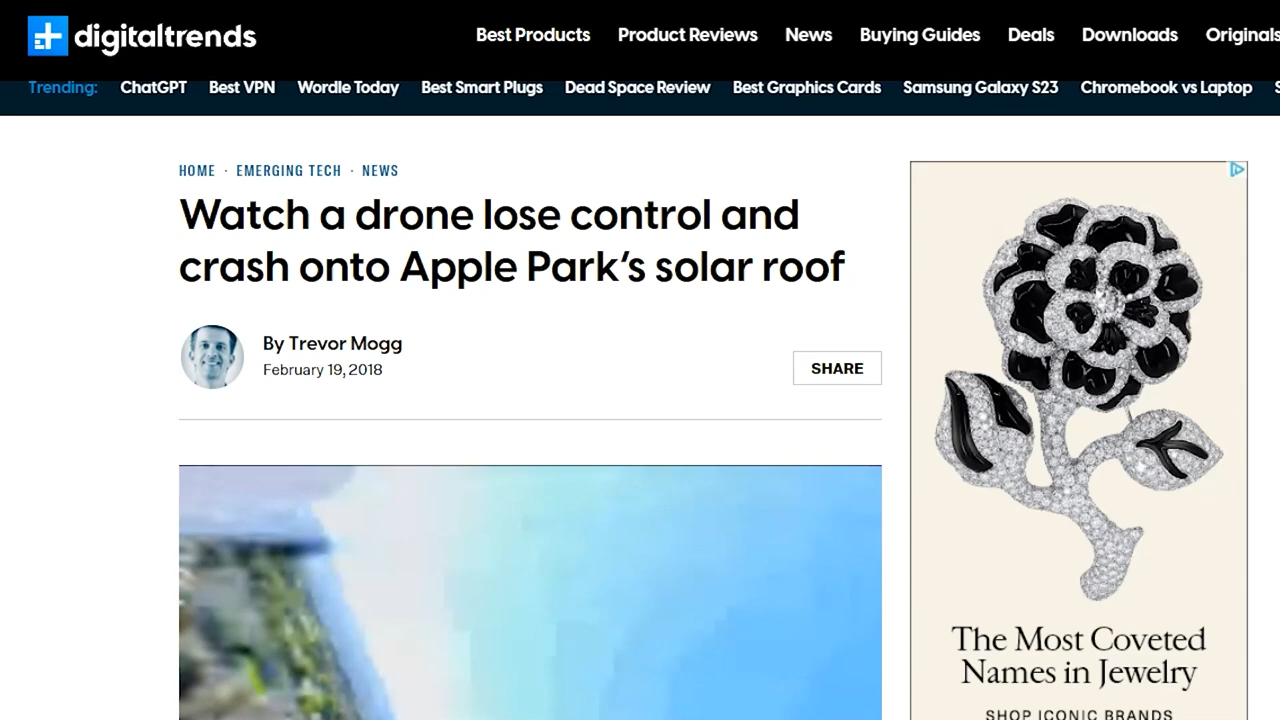 digitaltrends
Best Products Product Reviews News Buying Guides Deals Downloads Originals
Trending: ChatGPT Best VPN Wordle Today Best Smart Plugs Dead Space Review Best Graphics Cards Samsung Galaxy S23 Chromebook vs Laptop S
HOME · EMERGING TECH · NEWS
Watch a drone lose control and
crash onto Apple Park's solar roof
By Trevor Mogg
February 19, 2018
SHARE
The Most Coveted
Names in Jewelry
SHOP ICONIC BRANDS